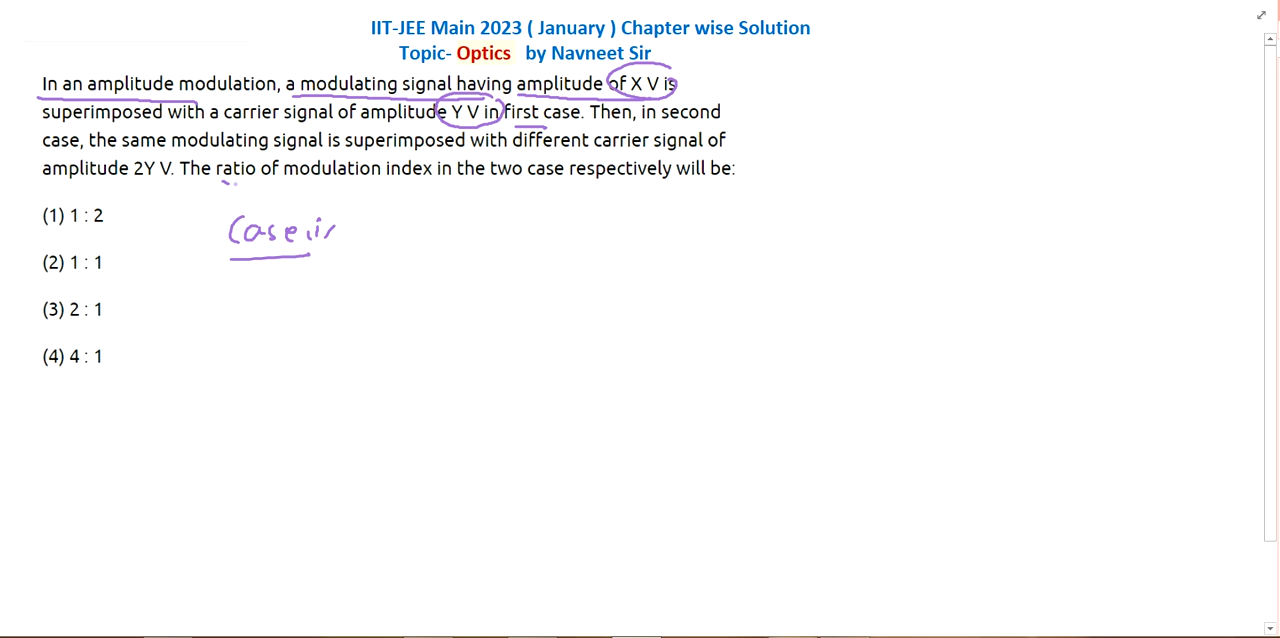 IIT-JEE Main 2023 ( January ) Chapter wise Solution
Topic- Optics by Navneet Sir
In an amplitude modulation, a modulating signal having amplitude of X V is
superimposed with a carrier signal of amplitude Y V in first case. Then, in second
case, the same modulating signal is superimposed with different carrier signal of
amplitude 2Y V. The ratio of modulation index in the two case respectively will be:
(1) 1 : 2
Case
(2) 1 : 1
(3) 2 : 1
(4) 4 : 1